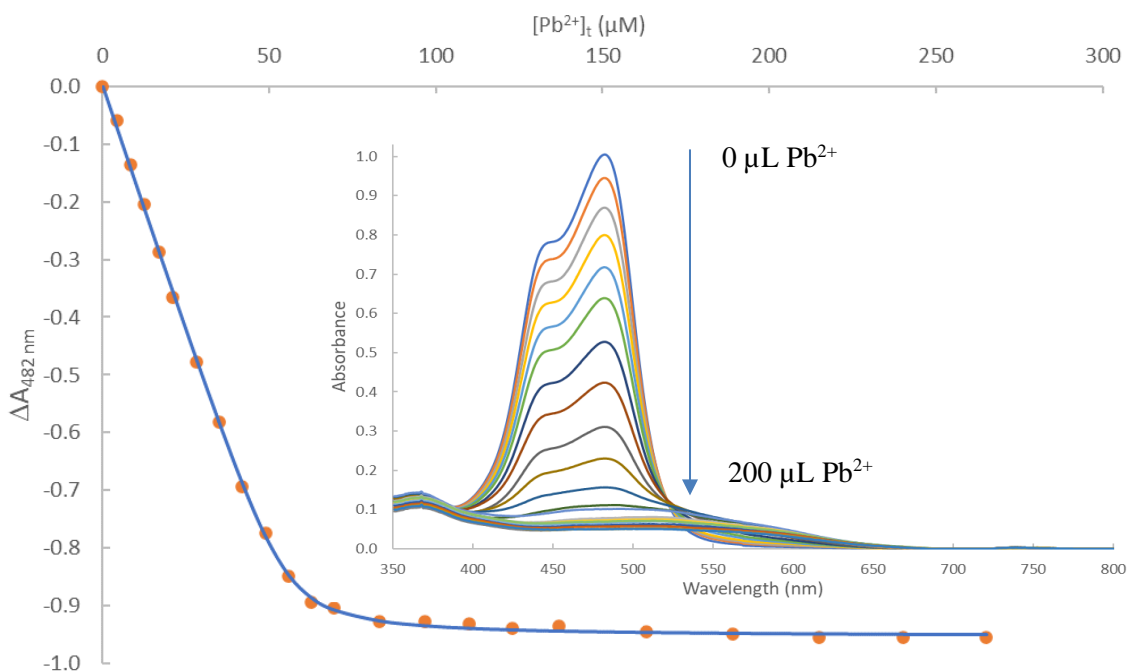 [Pb²⁺]ₜ (µM)
0 50 100 150 200 250 300
0.0
-0.1
-0.2
-0.3
-0.4
-0.5
-0.6
-0.7
-0.8
-0.9
-1.0
ΔA₄₈₂ ₙₘ
1.0
0.9
0.8
0.7
0.6
0.5
0.4
0.3
0.2
0.1
0.0
Absorbance
0 µL Pb²⁺
200 µL Pb²⁺
350 400 450 500 550 600 650 700 750 800
Wavelength (nm)